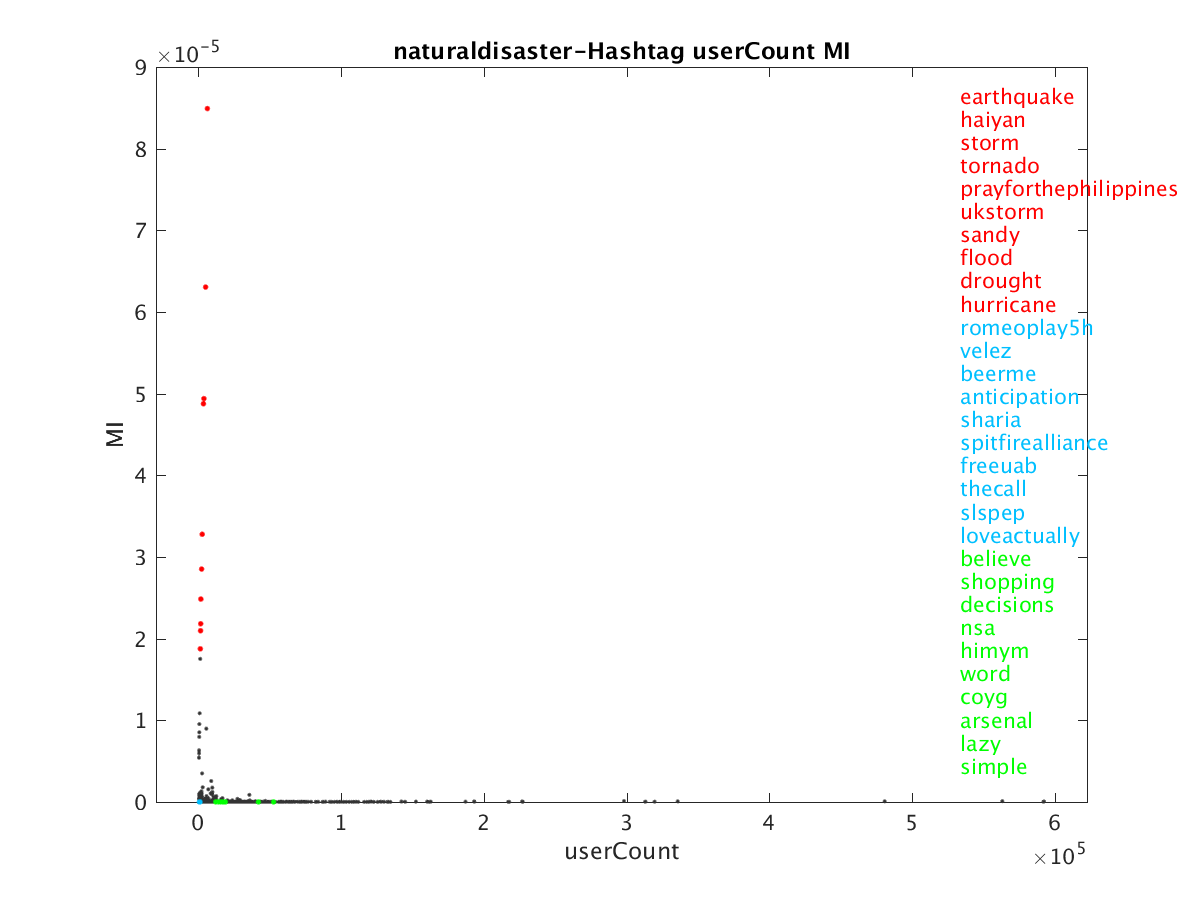 naturaldisaster-Hashtag userCount MI
×10^-5
9
8
7
6
5
4
3
2
1
0
MI
earthquake
haiyan
storm
tornado
prayforthephilippines
ukstorm
sandy
flood
drought
hurricane
romeoplay5h
velez
beerme
anticipation
sharia
spitfirealliance
freeuab
thecall
slspep
loveactually
believe
shopping
decisions
nsa
himym
word
coyg
arsenal
lazy
simple
0 1 2 3 4 5 6
userCount
×10^5